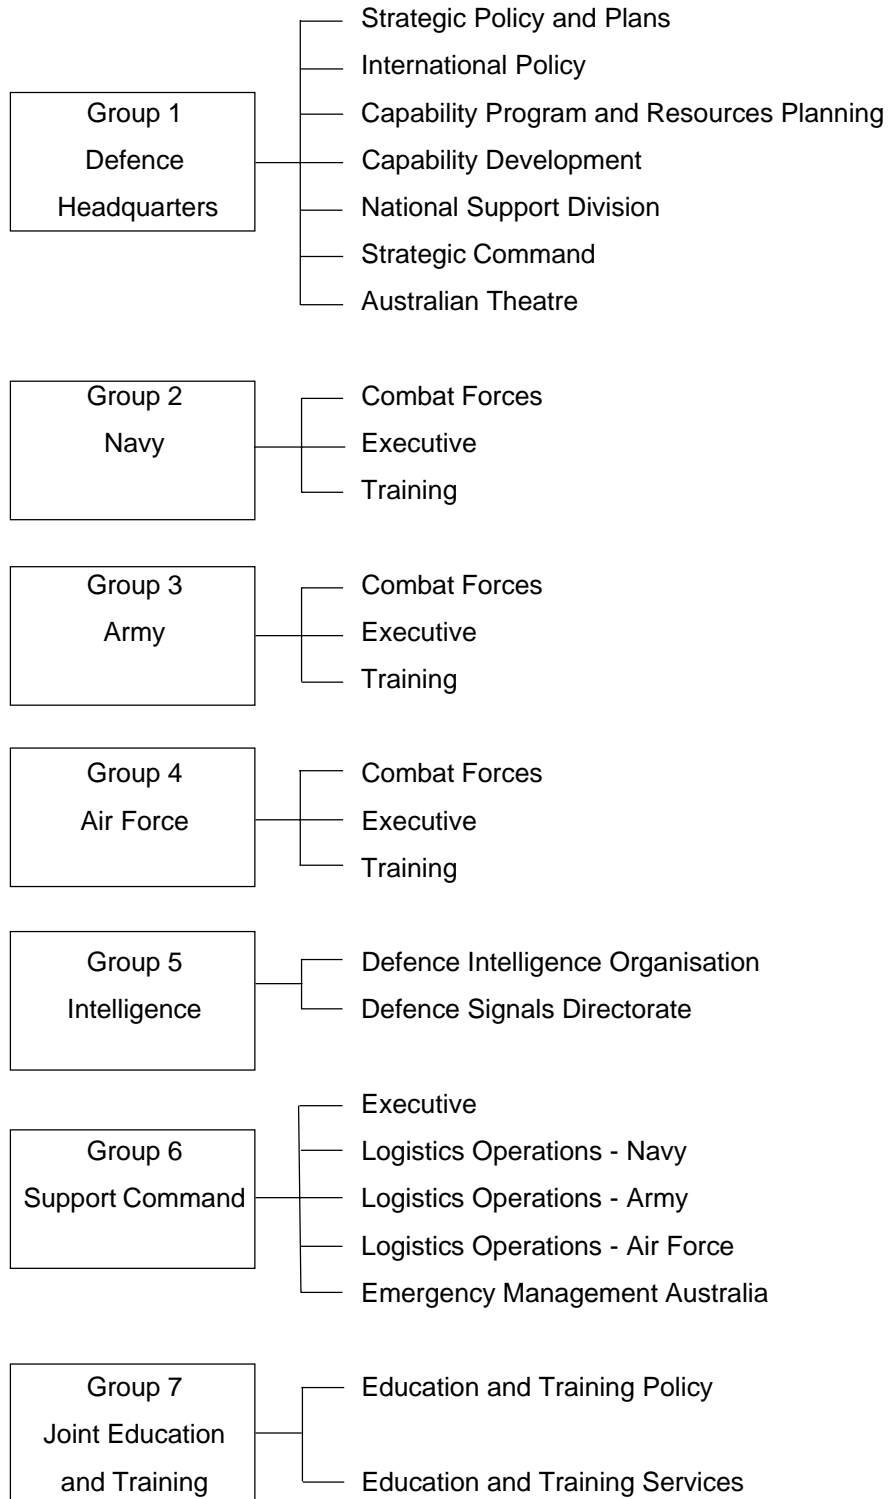 Strategic Policy and Plans
International Policy
Group 1
Capability Program and Resources Planning
Defence
Capability Development
Headquarters
National Support Division
Strategic Command
Australian Theatre
Group 2
Combat Forces
Navy
Executive
Training
Group 3
Combat Forces
Army
Executive
Training
Group 4
Combat Forces
Air Force
Executive
Training
Group 5
Defence Intelligence Organisation
Intelligence
Defence Signals Directorate
Executive
Group 6
Logistics Operations - Navy
Support Command
Logistics Operations - Army
Logistics Operations - Air Force
Emergency Management Australia
Group 7
Education and Training Policy
Joint Education
and Training
Education and Training Services